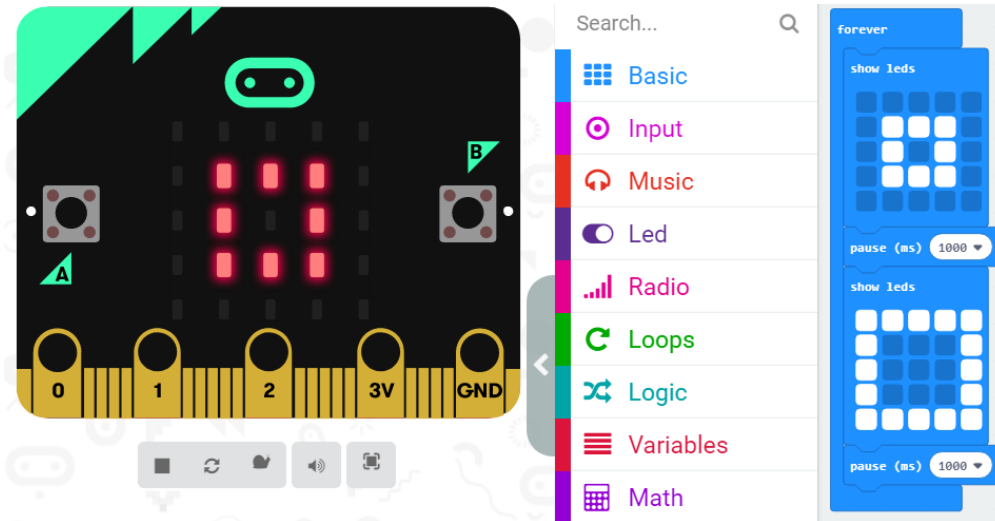 B
A
0 1 2 3V GND
Search...
Basic
Input
Music
Led
Radio
Loops
Logic
Variables
Math
forever
show leds
pause (ms) 1000
show leds
pause (ms) 1000